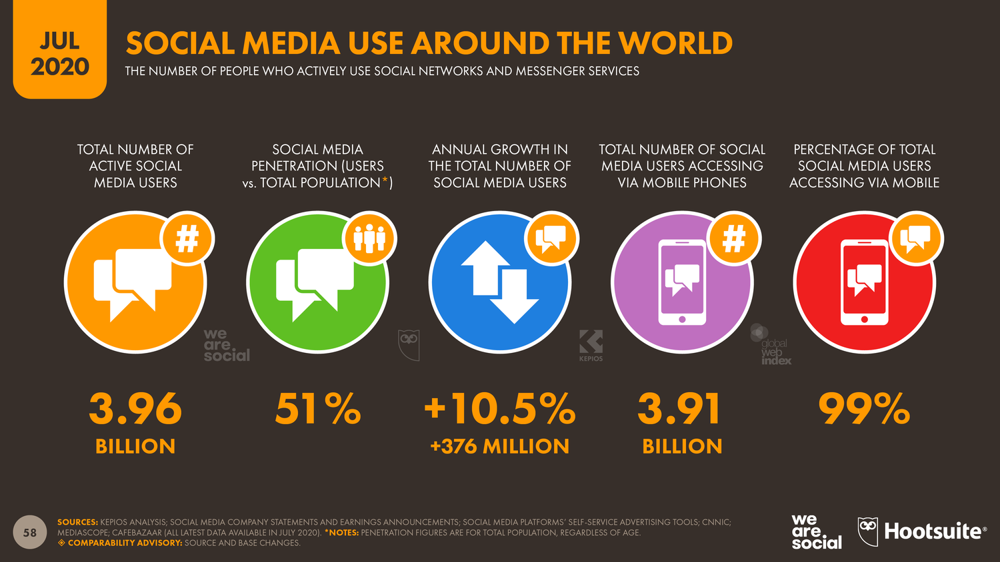 JUL
2020
SOCIAL MEDIA USE AROUND THE WORLD
THE NUMBER OF PEOPLE WHO ACTIVELY USE SOCIAL NETWORKS AND MESSENGER SERVICES
TOTAL NUMBER OF
ACTIVE SOCIAL
MEDIA USERS
SOCIAL MEDIA
PENETRATION (USERS
vs. TOTAL POPULATION*)
ANNUAL GROWTH IN
THE TOTAL NUMBER OF
SOCIAL MEDIA USERS
TOTAL NUMBER OF SOCIAL
MEDIA USERS ACCESSING
VIA MOBILE PHONES
PERCENTAGE OF TOTAL
SOCIAL MEDIA USERS
ACCESSING VIA MOBILE
#
#
we
are
social
KEPIOS
global
web
index
3.96
BILLION
51%
+10.5%
+376 MILLION
3.91
BILLION
99%
58
SOURCES: KEPIOS ANALYSIS; SOCIAL MEDIA COMPANY STATEMENTS AND EARNINGS ANNOUNCEMENTS; SOCIAL MEDIA PLATFORMS' SELF-SERVICE ADVERTISING TOOLS; CNNIC;
MEDIASCOPE; CAFEBAZAAR (ALL LATEST DATA AVAILABLE IN JULY 2020). *NOTES: PENETRATION FIGURES ARE FOR TOTAL POPULATION, REGARDLESS OF AGE.
◈ COMPARABILITY ADVISORY: SOURCE AND BASE CHANGES.
we
are
social
Hootsuite®